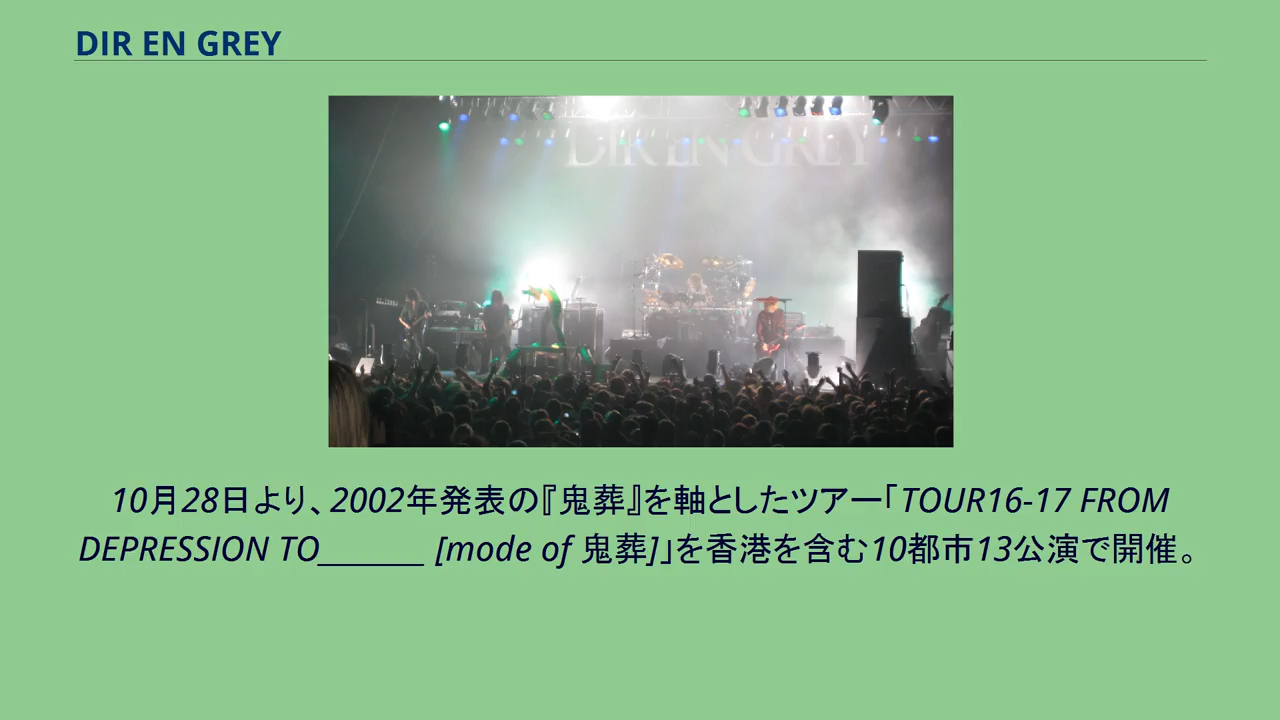 DIR EN GREY
DIR EN GREY
10月28日より、2002年発表の『鬼葬』を軸としたツアー「TOUR16-17 FROM
DEPRESSION TO________ [mode of 鬼葬]」を香港を含む10都市13公演で開催。